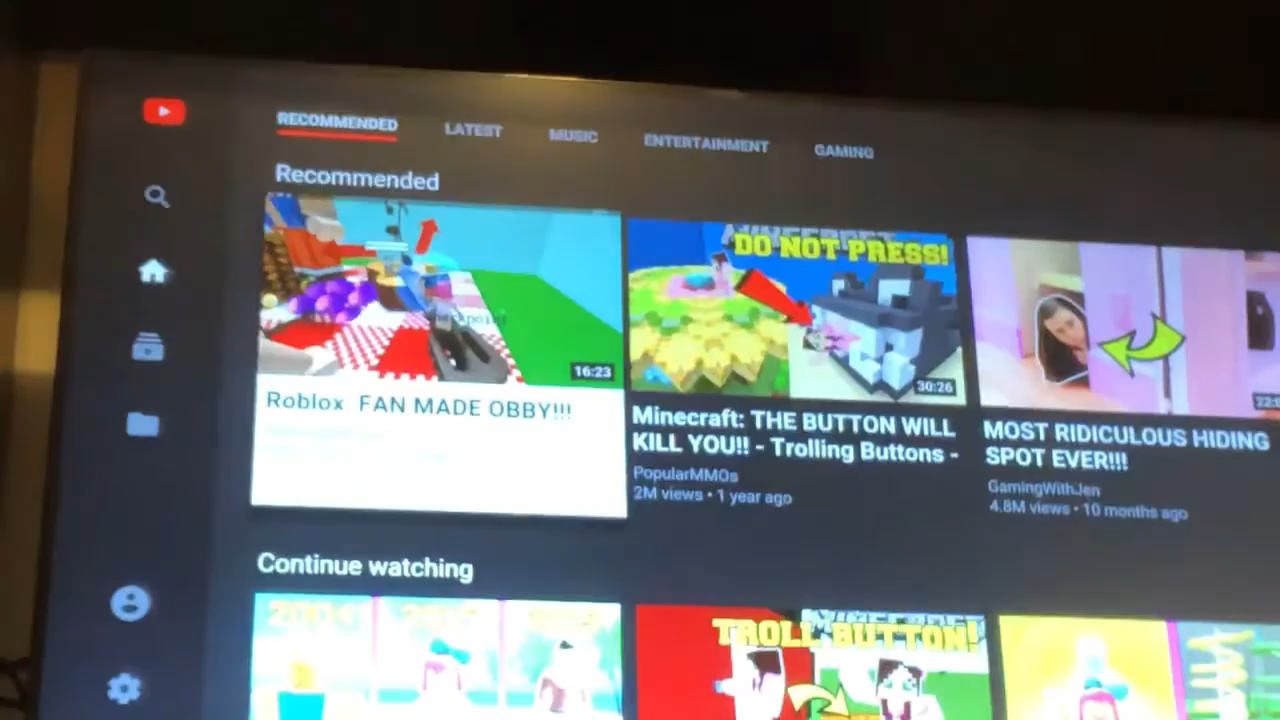 RECOMMENDED
LATEST
MUSIC
ENTERTAINMENT
GAMING
Recommended
MINECRAFT
DO NOT PRESS!
16:23
30:26
Roblox FAN MADE OBBY!!!
Minecraft: THE BUTTON WILL
KILL YOU!! - Trolling Buttons -
PopularMMOs
2M views • 1 year ago
MOST RIDICULOUS HIDING
SPOT EVER!!!
GamingWithJen
4.8M views • 10 months ago
Continue watching
MINECRAFT
TROLL BUTTON!